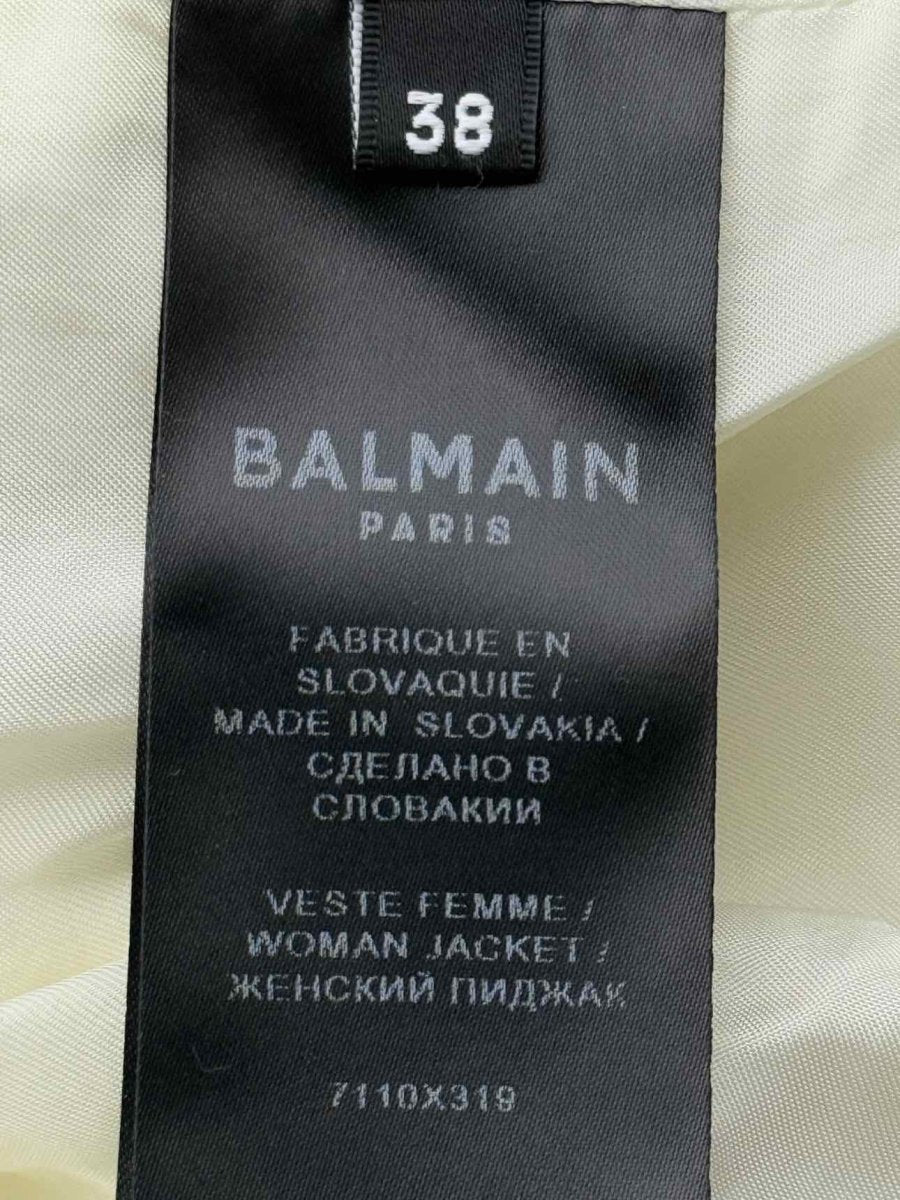 38
BALMAIN
PARIS
FABRIQUE EN
SLOVAQUIE /
MADE IN SLOVAKIA /
СДЕЛАНО В
СЛОВАКИИ
VESTE FEMME /
WOMAN JACKET /
ЖЕНСКИЙ ПИДЖАК
7110X319